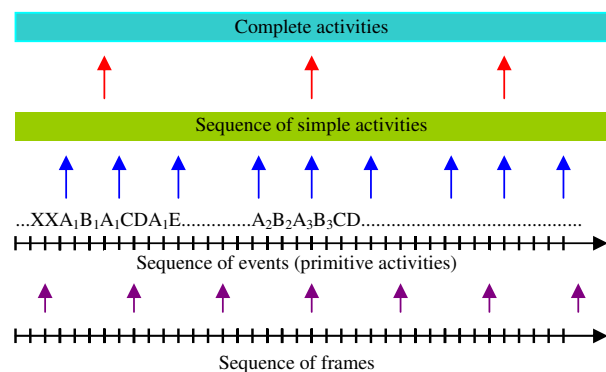 Complete activities
Sequence of simple activities
...XXA₁B₁A₁CDA₁E..............A₂B₂A₃B₃CD............................................
Sequence of events (primitive activities)
Sequence of frames